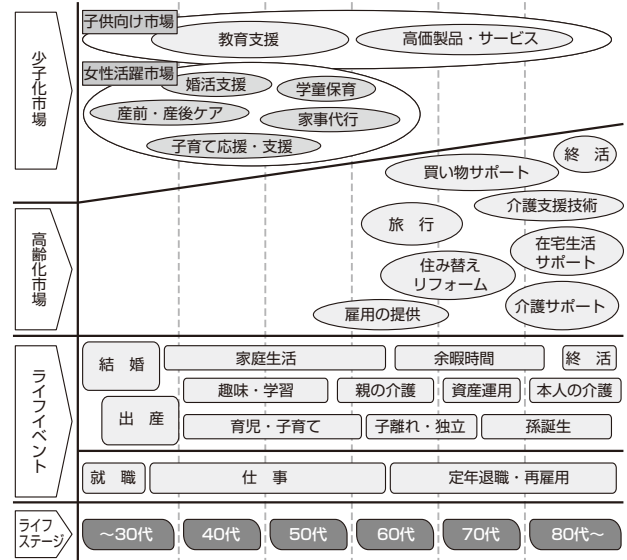 少子化市場
子供向け市場
教育支援
高価製品・サービス
女性活躍市場
婚活支援
学童保育
産前・産後ケア
家事代行
子育て応援・支援
高齢化市場
終　活
買い物サポート
介護支援技術
旅　行
在宅生活
サポート
住み替え
リフォーム
介護サポート
雇用の提供
ライフイベント
結　婚
家庭生活
余暇時間
終　活
趣味・学習
親の介護
資産運用
本人の介護
出　産
育児・子育て
子離れ・独立
孫誕生
就　職
仕　事
定年退職・再雇用
ライフ
ステージ
〜30代
40代
50代
60代
70代
80代〜